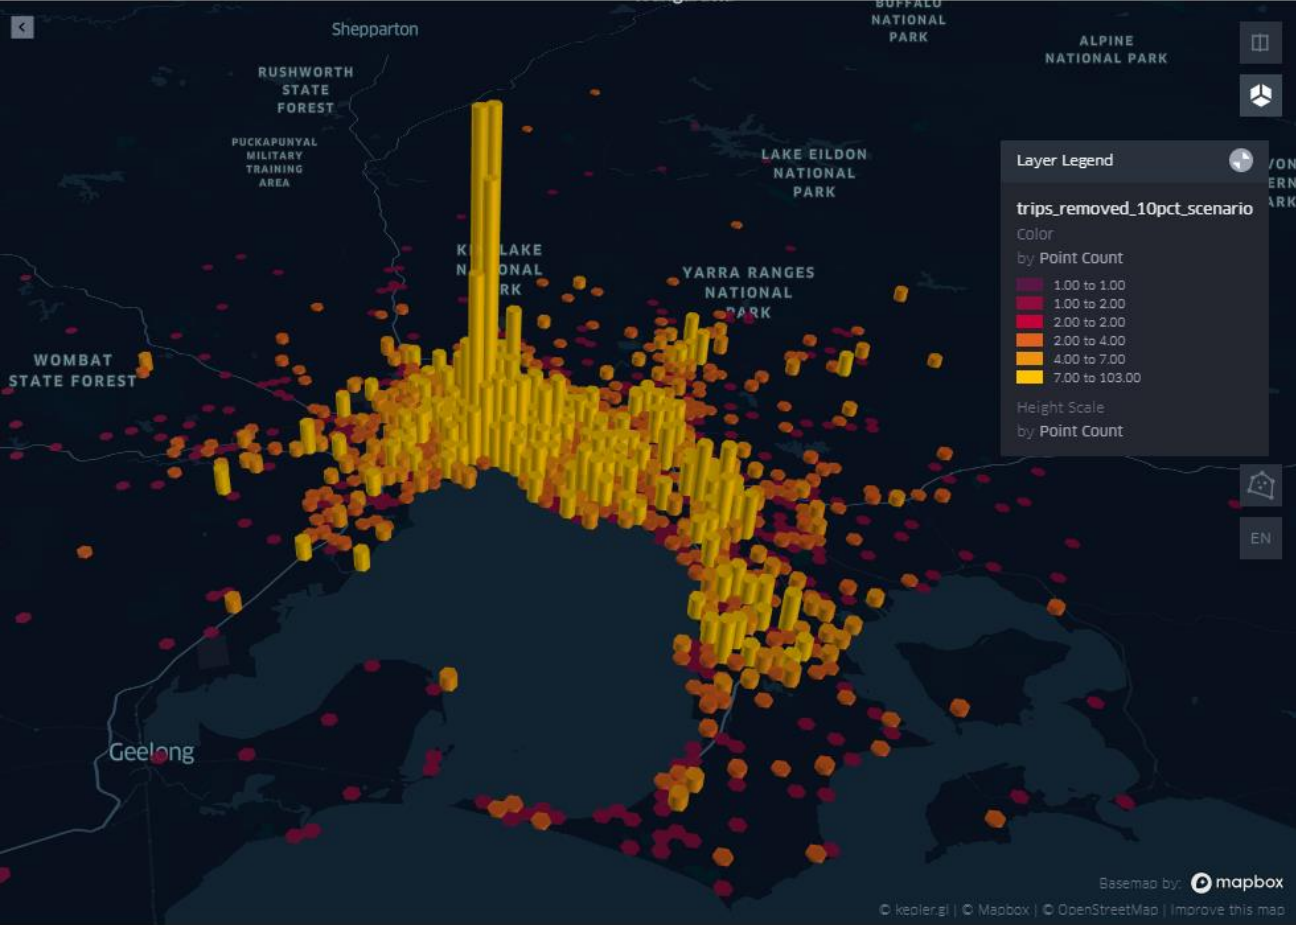 Shepparton
BUFFALO
NATIONAL
PARK
ALPINE
NATIONAL PARK
RUSHWORTH
STATE
FOREST
PUCKAPUNYAL
MILITARY
TRAINING
AREA
LAKE EILDON
NATIONAL
PARK
YARRA RANGES
NATIONAL
PARK
WOMBAT
STATE FOREST
LAKE
Geelong
Layer Legend
trips_removed_10pct_scenario
Color
by Point Count
1.00 to 1.00
1.00 to 2.00
2.00 to 2.00
2.00 to 4.00
4.00 to 7.00
7.00 to 103.00
Height Scale
by Point Count
EN
Basemap by: mapbox
© kepler.gl | © Mapbox | © OpenStreetMap | Improve this map